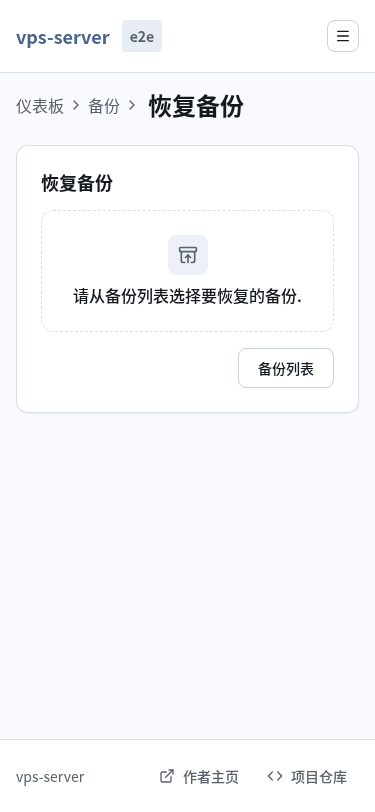 vps-server e2e
仪表板 备份 恢复备份
恢复备份
请从备份列表选择要恢复的备份.
备份列表
vps-server 作者主页 项目仓库